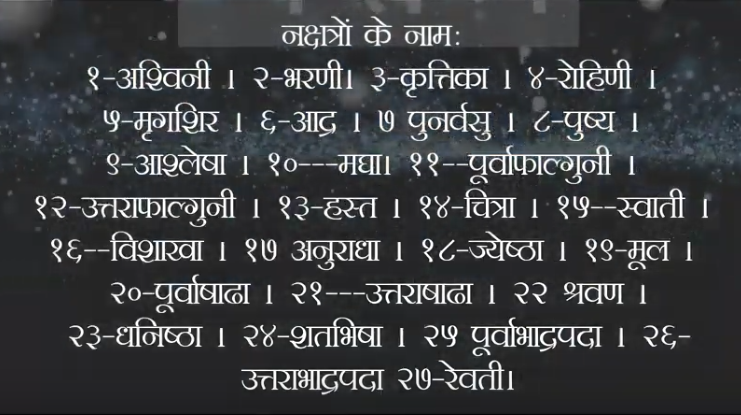 नक्षत्रों के नाम:
१-अश्विनी । २-भरणी। ३-कृत्तिका । ४-रोहिणी ।
५-मृगशिर । ६-आद्र । ७ पुनर्वसु । ८-पुष्य ।
९-आश्लेषा । १०---मघा। ११--पूर्वाफाल्गुनी ।
१२-उत्तराफाल्गुनी । १३-हस्त । १४-चित्रा । १५--स्वाती ।
१६--विशाखा । १७ अनुराधा । १८-ज्येष्ठा । १९-मूल ।
२०-पूर्वाषाढा । २१---उत्तराषाढा । २२ श्रवण ।
२३-धनिष्ठा । २४-शतभिषा । २५ पूर्वाभाद्रपदा । २६-
उत्तराभाद्रपदा २७-रेवती।